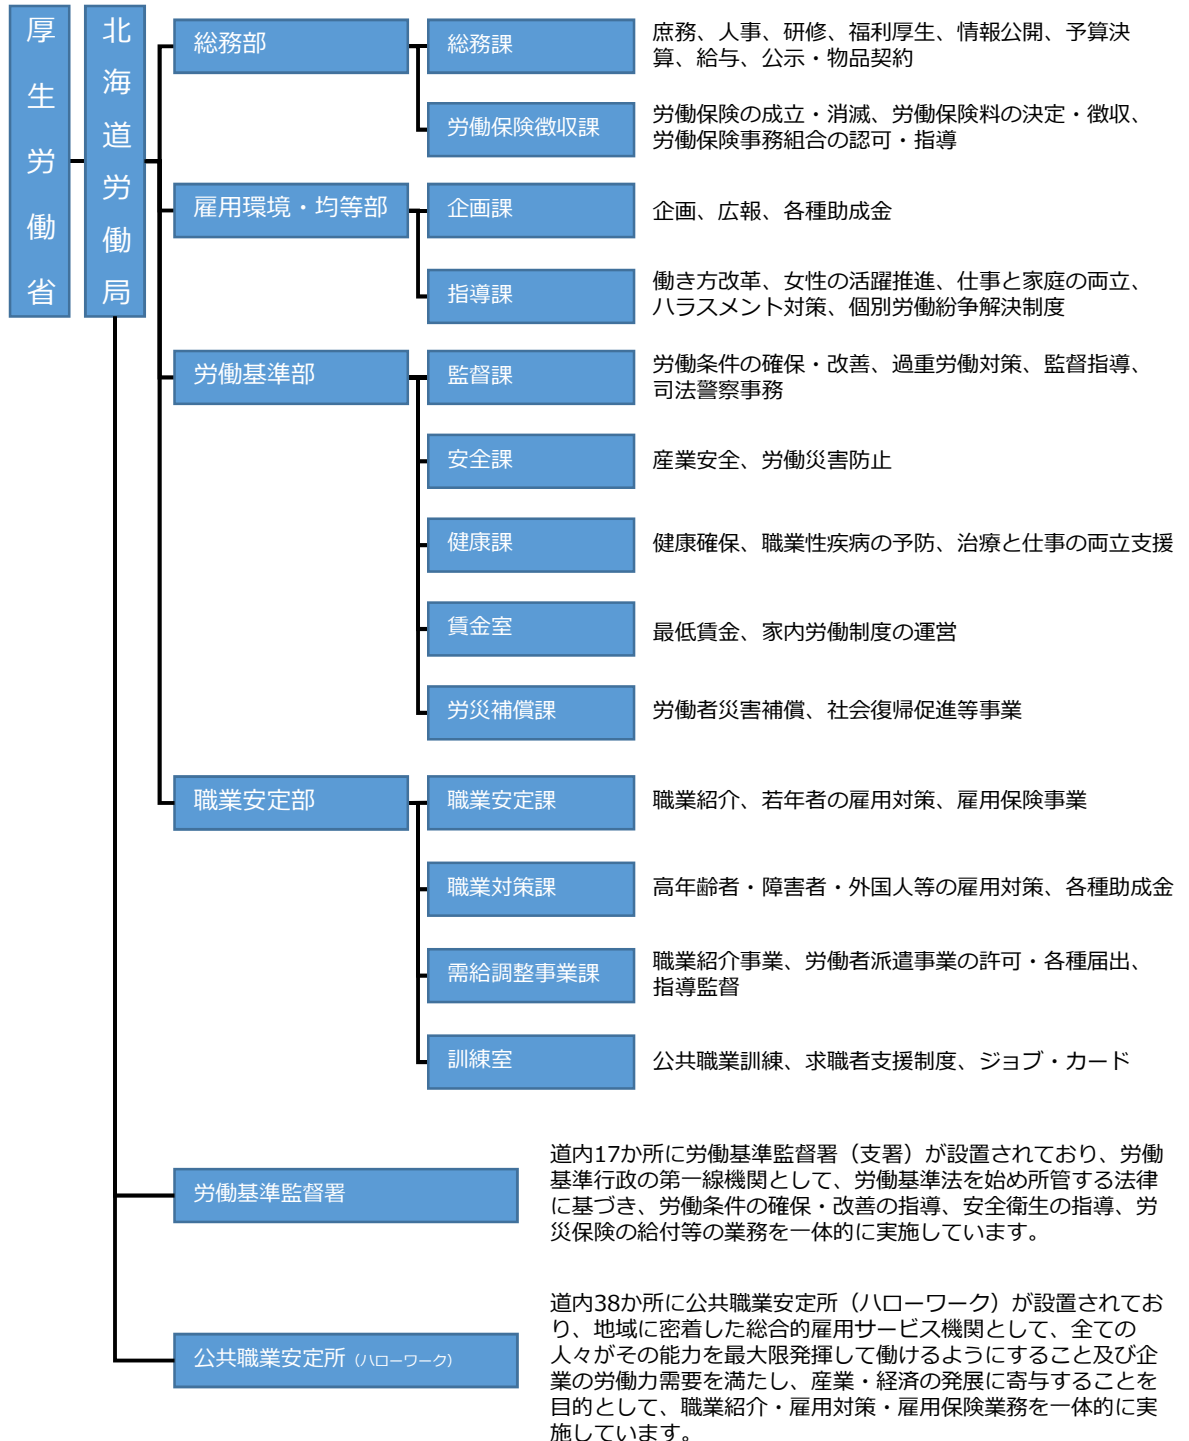 厚生労働省
北海道労働局
総務部
総務課
庶務、人事、研修、福利厚生、情報公開、予算決
算、給与、公示・物品契約
労働保険徴収課
労働保険の成立・消滅、労働保険料の決定・徴収、
労働保険事務組合の認可・指導
雇用環境・均等部
企画課
企画、広報、各種助成金
指導課
働き方改革、女性の活躍推進、仕事と家庭の両立、
ハラスメント対策、個別労働紛争解決制度
労働基準部
監督課
労働条件の確保・改善、過重労働対策、監督指導、
司法警察事務
安全課
産業安全、労働災害防止
健康課
健康確保、職業性疾病の予防、治療と仕事の両立支援
賃金室
最低賃金、家内労働制度の運営
労災補償課
労働者災害補償、社会復帰促進等事業
職業安定部
職業安定課
職業紹介、若年者の雇用対策、雇用保険事業
職業対策課
高年齢者・障害者・外国人等の雇用対策、各種助成金
需給調整事業課
職業紹介事業、労働者派遣事業の許可・各種届出、
指導監督
訓練室
公共職業訓練、求職者支援制度、ジョブ・カード
労働基準監督署
道内17か所に労働基準監督署（支署）が設置されており、労働
基準行政の第一線機関として、労働基準法を始め所管する法律
に基づき、労働条件の確保・改善の指導、安全衛生の指導、労
災保険の給付等の業務を一体的に実施しています。
公共職業安定所（ハローワーク）
道内38か所に公共職業安定所（ハローワーク）が設置されてお
り、地域に密着した総合的雇用サービス機関として、全ての
人々がその能力を最大限発揮して働けるようにすること及び企
業の労働力需要を満たし、産業・経済の発展に寄与することを
目的として、職業紹介・雇用対策・雇用保険業務を一体的に実
施しています。